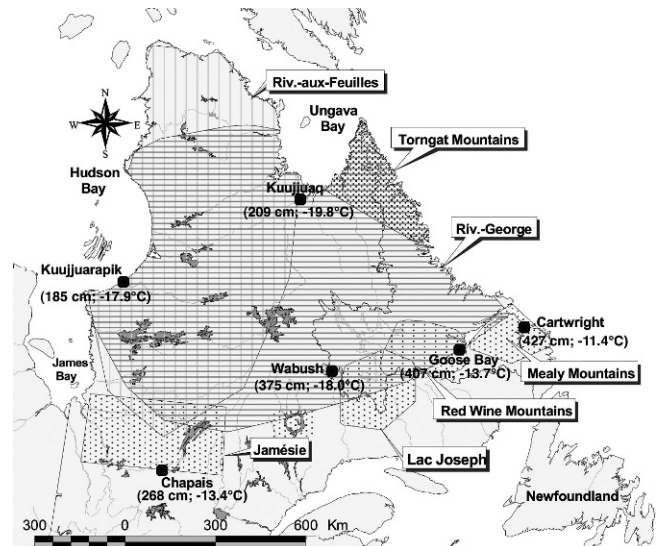 Riv.-aux-Feuilles
Ungava
Bay
Torngat Mountains
N
W E
S
Hudson
Bay
Kuujjuaq
(209 cm; -19.8°C)
Riv.-George
Kuujjuarapik
(185 cm; -17.9°C)
Cartwright
(427 cm; -11.4°C)
Goose Bay
(407 cm; -13.7°C)
James
Bay
Wabush
(375 cm; -18.0°C)
Mealy Mountains
Red Wine Mountains
Jamésie
Lac Joseph
Chapais
(268 cm; -13.4°C)
Newfoundland
300 0 300 600 Km